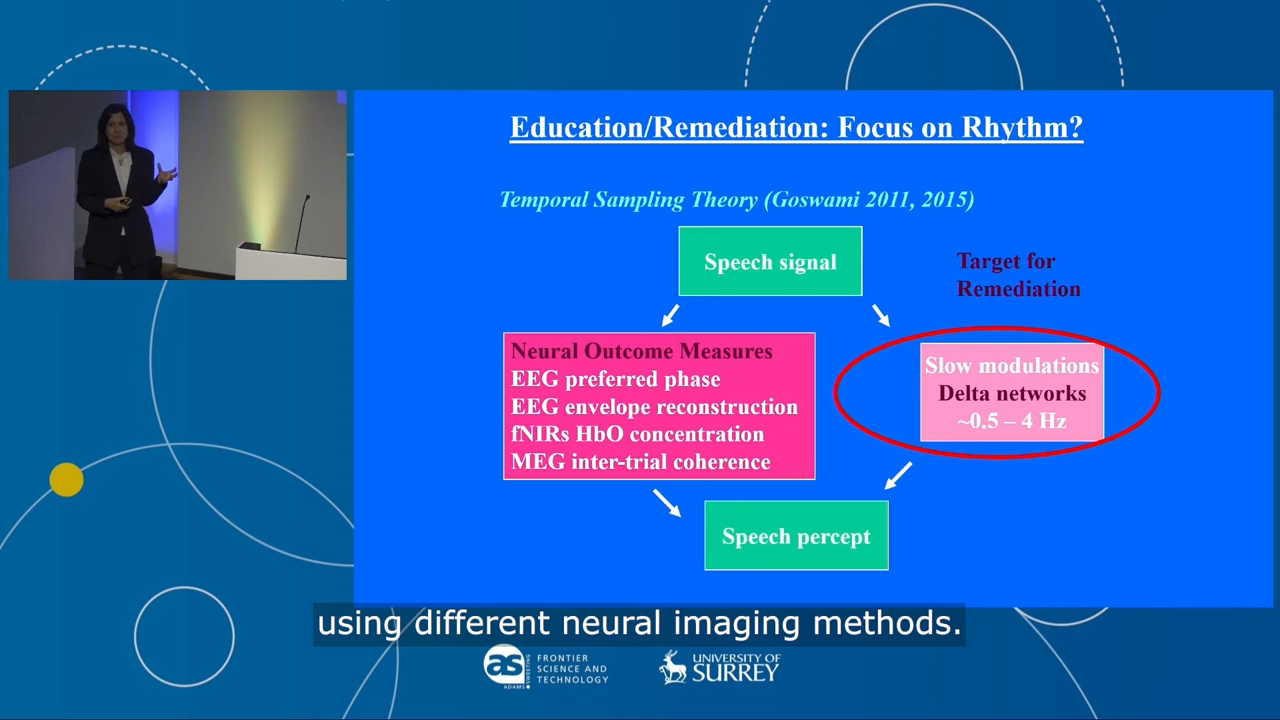 Education/Remediation: Focus on Rhythm?
Temporal Sampling Theory (Goswami 2011, 2015)
Speech signal
Target for
Remediation
Neural Outcome Measures
EEG preferred phase
EEG envelope reconstruction
fNIRs HbO concentration
MEG inter-trial coherence
Slow modulations
Delta networks
~0.5 – 4 Hz
Speech percept
using different neural imaging methods.
as
ADAMS
SWEETING
FRONTIER
SCIENCE AND
TECHNOLOGY
UNIVERSITY OF
SURREY